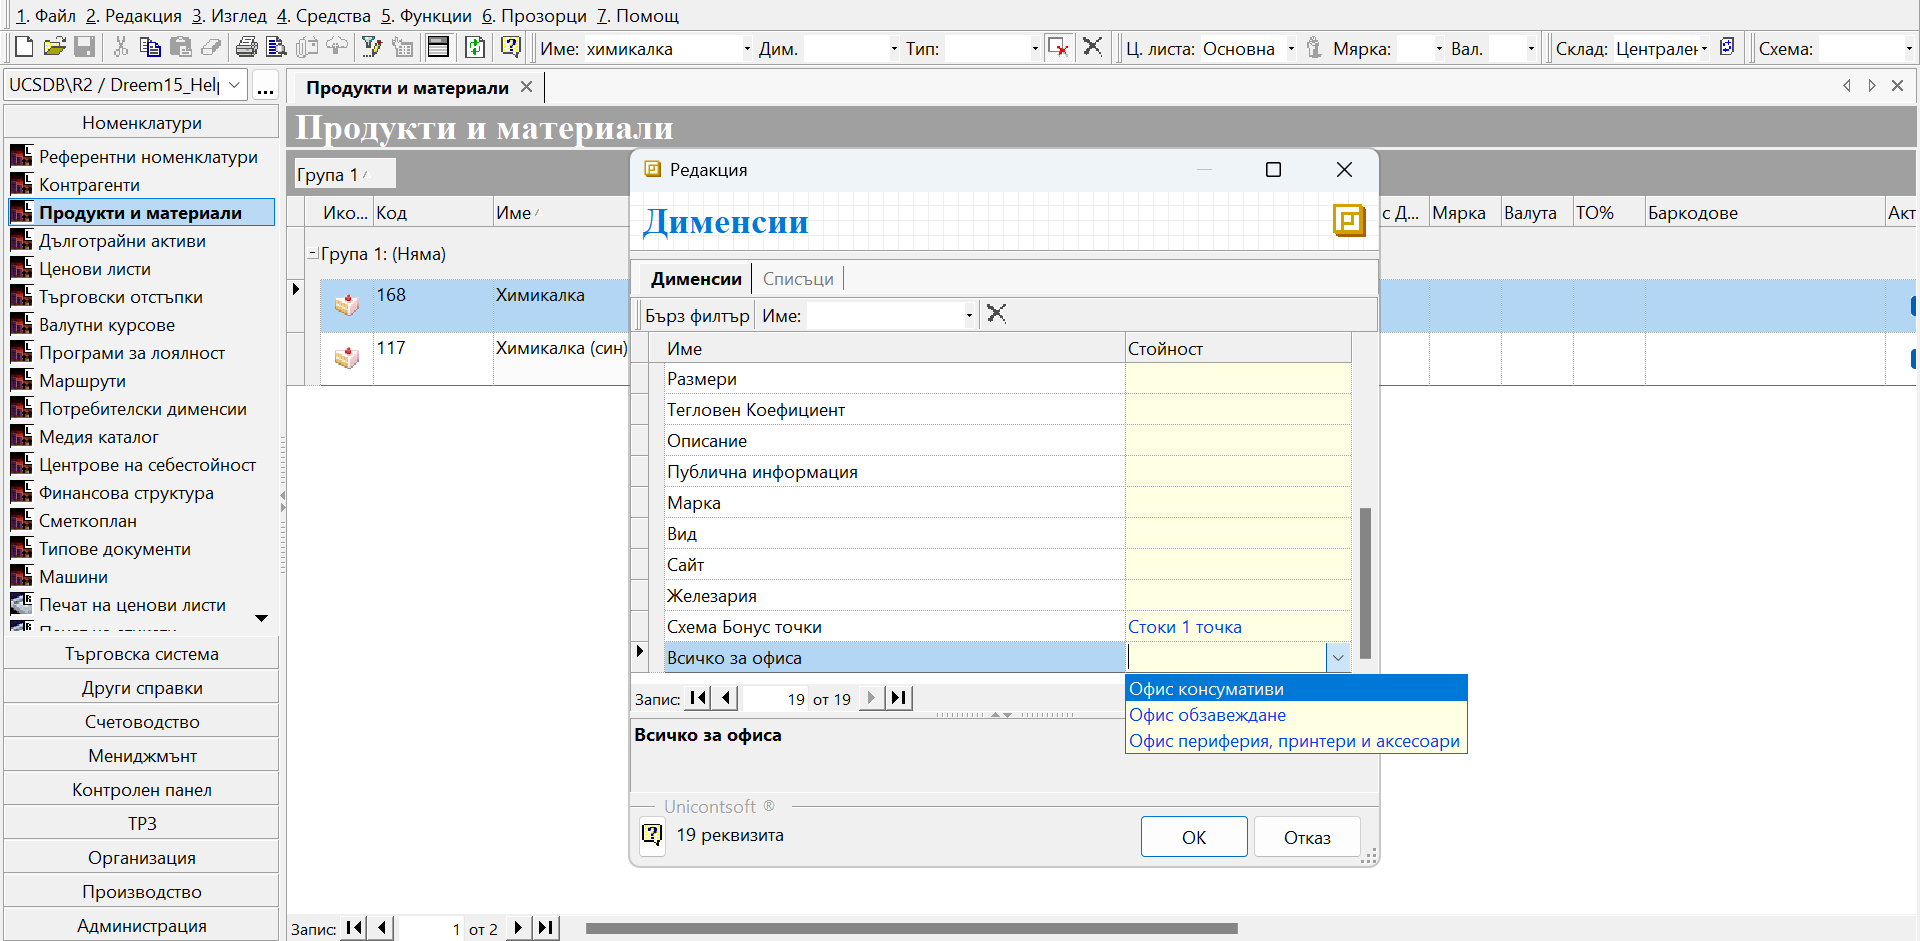 1. Файл 2. Редакция 3. Изглед 4. Средства 5. Функции 6. Прозорци 7. Помощ
Име: химикалка Дим. Тип: Ц. листа: Основна Мярка: Вал. Склад: Централен Схема:
UCSDB\R2 / Dreem15_Help ...
Продукти и материали
Номенклатури
Референтни номенклатури
Контрагенти
Продукти и материали
Дълготрайни активи
Ценови листи
Търговски отстъпки
Валутни курсове
Програми за лоялност
Маршрути
Потребителски дименсии
Медия каталог
Центрове на себестойност
Финансова структура
Сметкоплан
Типове документи
Машини
Печат на ценови листи
Търговска система
Други справки
Счетоводство
Мениджмънт
Контролен панел
ТРЗ
Организация
Производство
Администрация
Продукти и материали
Група 1
Ико... Код Име с Д... Мярка Валута ТО% Баркодове Акт
Група 1: (Няма)
168 Химикалка
117 Химикалка (син)
Запис: 1 от 2
Редакция
Дименсии
Дименсии Списъци
Бърз филтър Име:
Име Стойност
Размери
Тегловен Коефициент
Описание
Публична информация
Марка
Вид
Сайт
Железария
Схема Бонус точки Стоки 1 точка
Всичко за офиса
Офис консумативи
Офис обзавеждане
Офис периферия, принтери и аксесоари
Запис: 19 от 19
Всичко за офиса
Unicontsoft ®
19 реквизита
OK Отказ